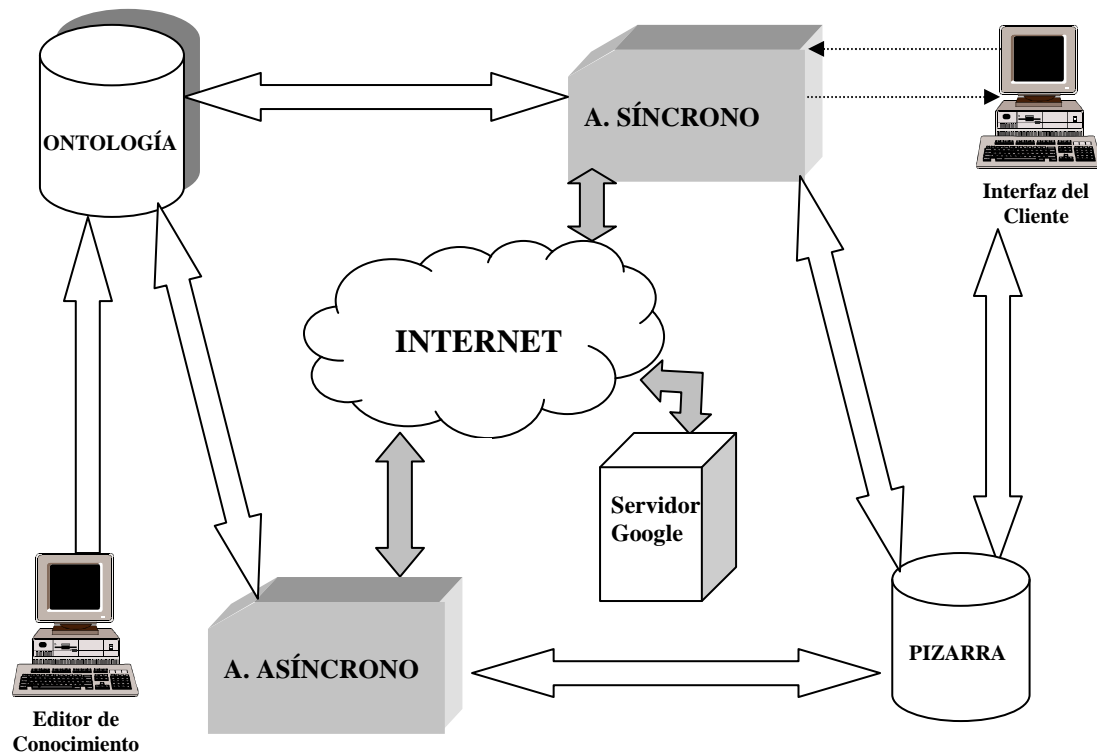 ONTOLOGÍA
A. SÍNCRONO
Interfaz del
Cliente
INTERNET
Servidor
Google
A. ASÍNCRONO
PIZARRA
Editor de
Conocimiento